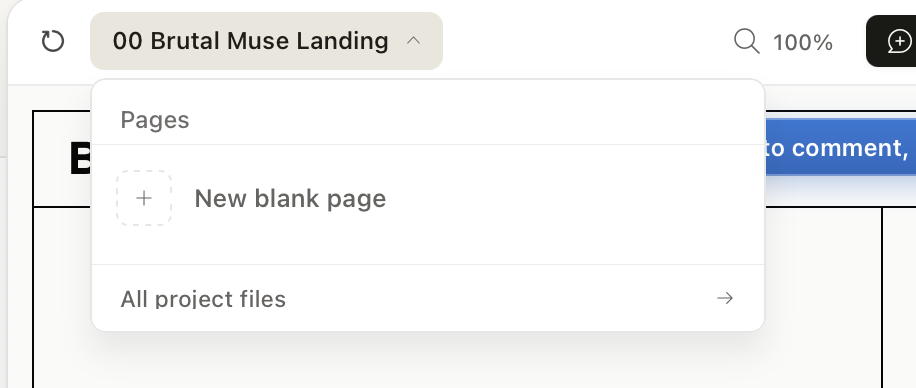 00 Brutal Muse Landing
100%
Pages
to comment,
B
New blank page
All project files